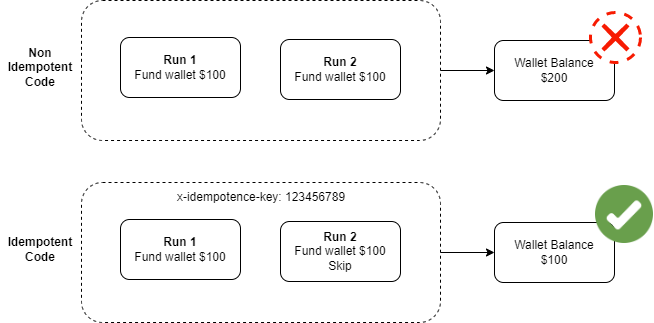 Non
Idempotent
Code
Run 1
Fund wallet $100
Run 2
Fund wallet $100
Wallet Balance
$200
x-idempotence-key: 123456789
Idempotent
Code
Run 1
Fund wallet $100
Run 2
Fund wallet $100
Skip
Wallet Balance
$100